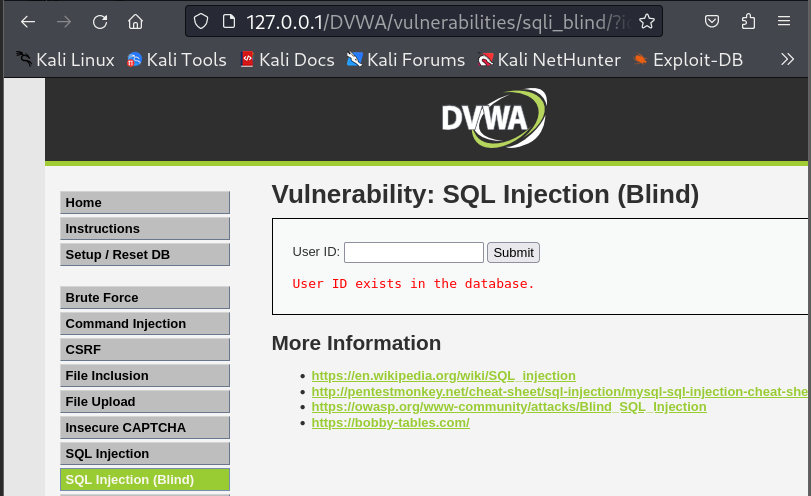 127.0.0.1/DVWA/vulnerabilities/sqli_blind/?i
Kali Linux Kali Tools Kali Docs Kali Forums Kali NetHunter Exploit-DB
DVWA
Vulnerability: SQL Injection (Blind)
Home
Instructions
Setup / Reset DB
User ID: Submit
User ID exists in the database.
Brute Force
Command Injection
CSRF
File Inclusion
File Upload
Insecure CAPTCHA
SQL Injection
SQL Injection (Blind)
More Information
https://en.wikipedia.org/wiki/SQL_injection
http://pentestmonkey.net/cheat-sheet/sql-injection/mysql-sql-injection-cheat-she
https://owasp.org/www-community/attacks/Blind_SQL_Injection
https://bobby-tables.com/